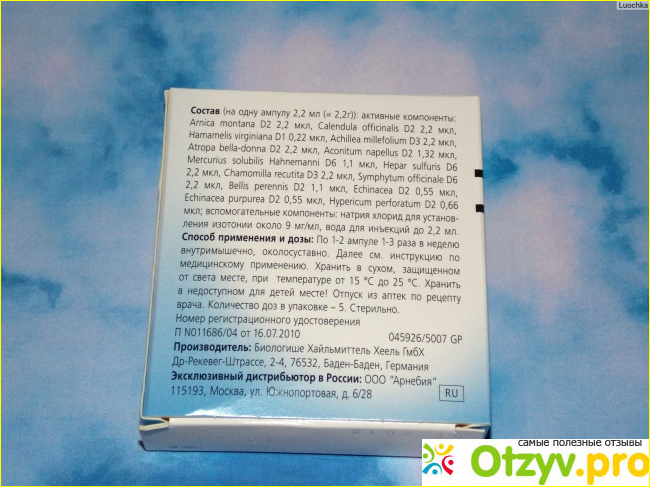 Luochka
Состав (на одну ампулу 2,2 мл (= 2,2г)): активные компоненты:
Arnica montana D2 2,2 мкл, Calendula officinalis D2 2,2 мкл,
Hamamelis virginiana D1 0,22 мкл, Achillea millefolium D3 2,2 мкл,
Atropa bella-donna D2 2,2 мкл, Aconitum napellus D2 1,32 мкл,
Mercurius solubilis Hahnemanni D6 1,1 мкл, Hepar sulfuris D6
2,2 мкл, Chamomilla recutita D3 2,2 мкл, Symphytum officinale D6
2,2 мкл, Bellis perennis D2 1,1 мкл, Echinacea D2 0,55 мкл,
Echinacea purpurea D2 0,55 мкл, Hypericum perforatum D2 0,66
мкл; вспомогательные компоненты: натрия хлорид для установ-
ления изотонии около 9 мг/мл, вода для инъекций до 2,2 мл.
Способ применения и дозы: По 1-2 ампуле 1-3 раза в неделю
внутримышечно, околосуставно. Далее см. инструкцию по
медицинскому применению. Хранить в сухом, защищенном
от света месте, при температуре от 15 °С до 25 °С. Хранить
в недоступном для детей месте! Отпуск из аптек по рецепту
врача. Количество доз в упаковке – 5. Стерильно.
Номер регистрационного удостоверения
П N011686/04 от 16.07.2010 045926/5007 GP
Производитель: Биологише Хайльмиттель Хеель ГмбХ
Др-Рекевег-Штрассе, 2-4, 76532, Баден-Баден, Германия
Эксклюзивный дистрибьютор в России: ООО "Арнебия"
115193, Москва, ул. Южнопортовая, д. 6/28 RU
самые полезные отзывы
Otzyv.pro